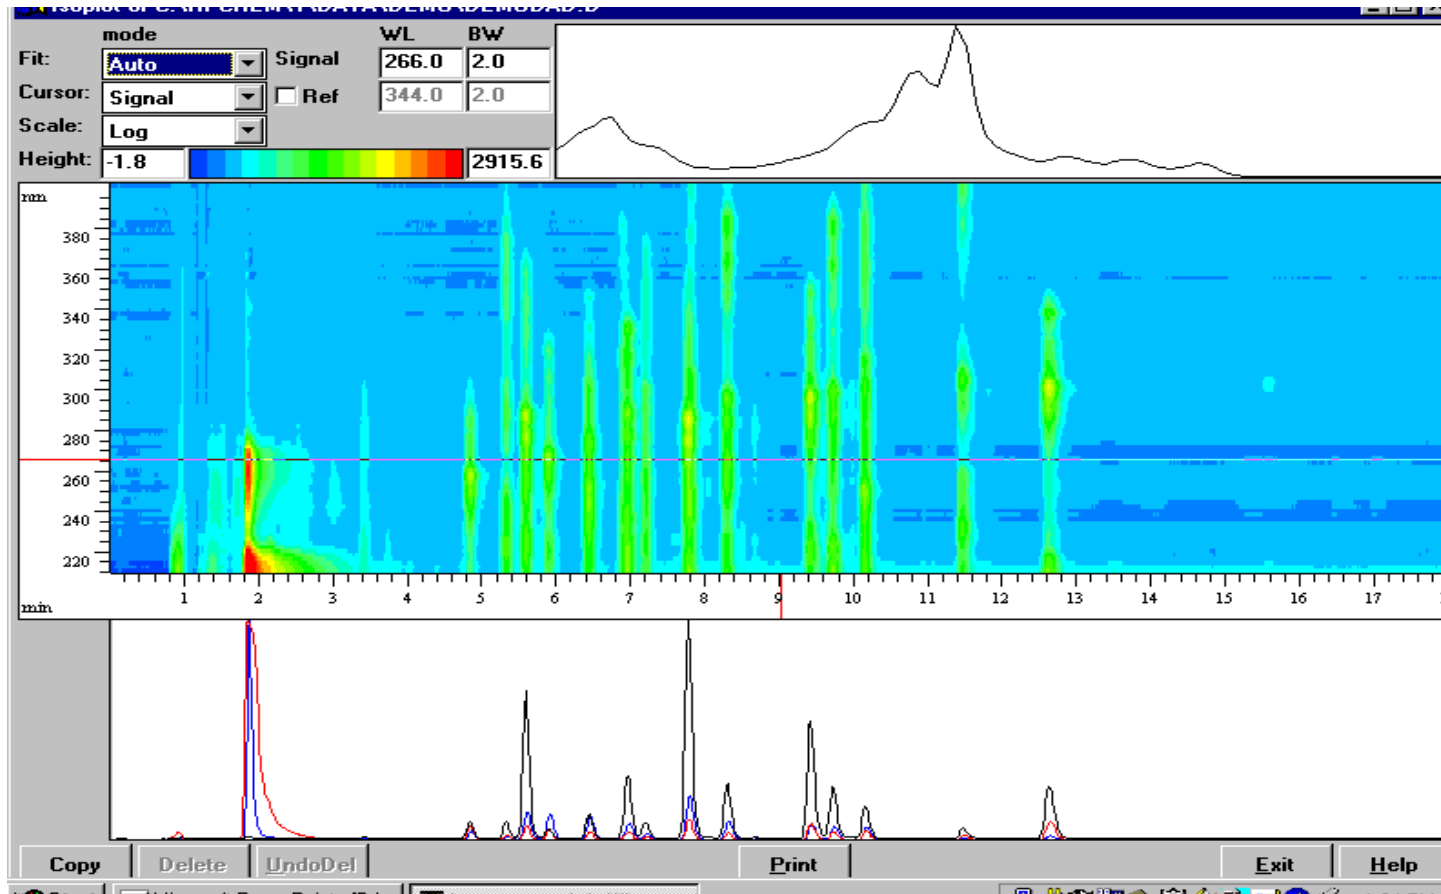 mode WL BW
Fit: Auto Signal 266.0 2.0
Cursor: Signal Ref 344.0 2.0
Scale: Log
Height: -1.8 2915.6
nm
380
360
340
320
300
280
260
240
220
min 1 2 3 4 5 6 7 8 9 10 11 12 13 14 15 16 17
Copy Delete UndoDel Print Exit Help